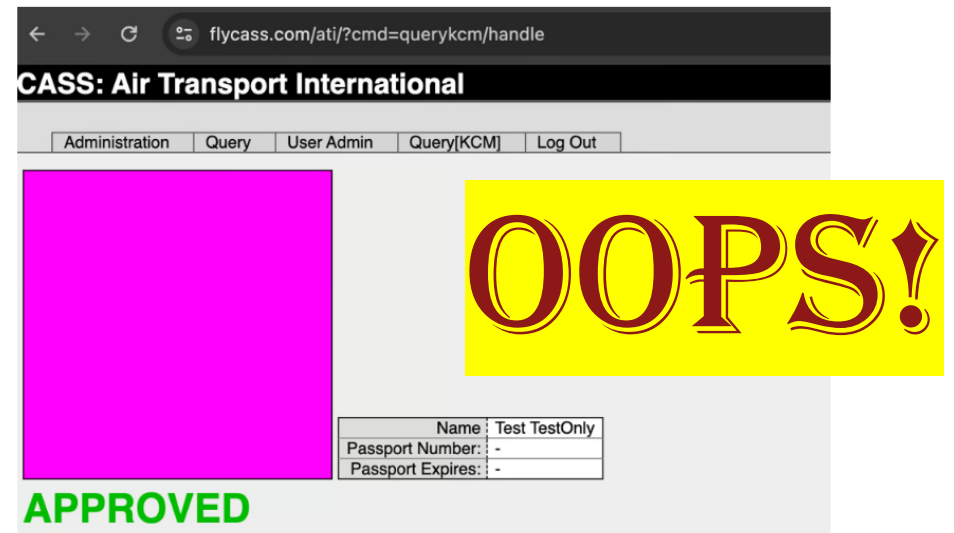 flycass.com/ati/?cmd=querykcm/handle
CASS: Air Transport International
Administration Query User Admin Query[KCM] Log Out
OOPS!
Name Test TestOnly
Passport Number: -
Passport Expires: -
APPROVED